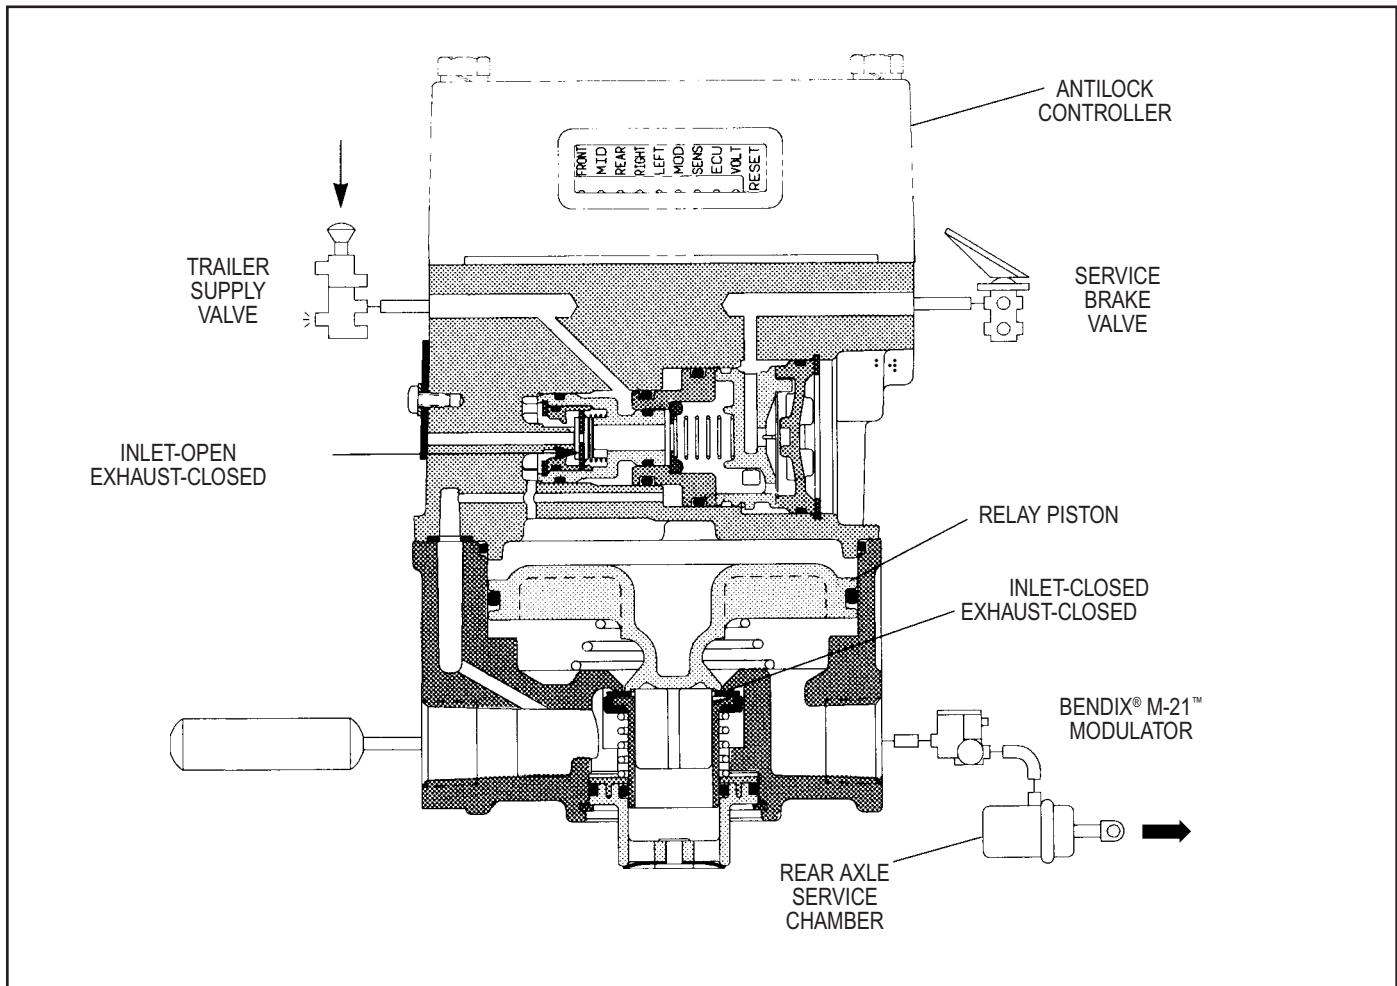 ANTILOCK
CONTROLLER
FRONT
MID
REAR
RIGHT
LEFT
MOD
SENS
ECU
VOLT
RESET
TRAILER
SUPPLY
VALVE
SERVICE
BRAKE
VALVE
INLET-OPEN
EXHAUST-CLOSED
RELAY PISTON
INLET-CLOSED
EXHAUST-CLOSED
BENDIX® M-21™
MODULATOR
REAR AXLE
SERVICE
CHAMBER